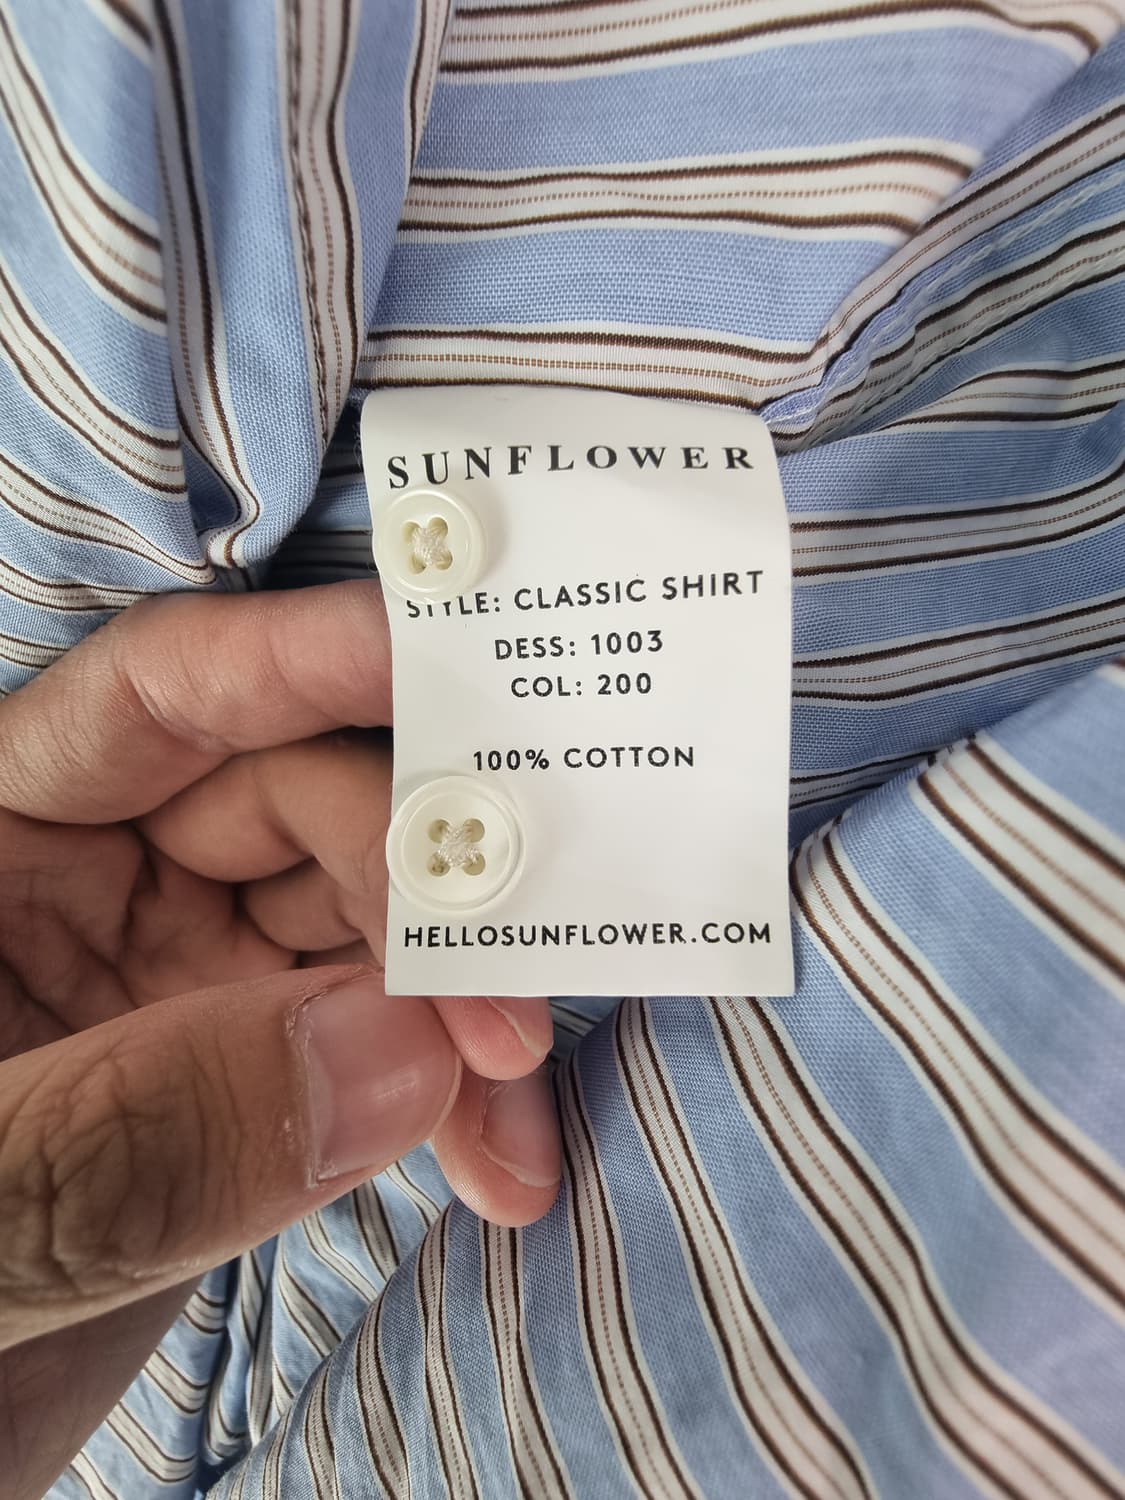 SUNFLOWER
STYLE: CLASSIC SHIRT
DESS: 1003
COL: 200
100% COTTON
HELLOSUNFLOWER.COM